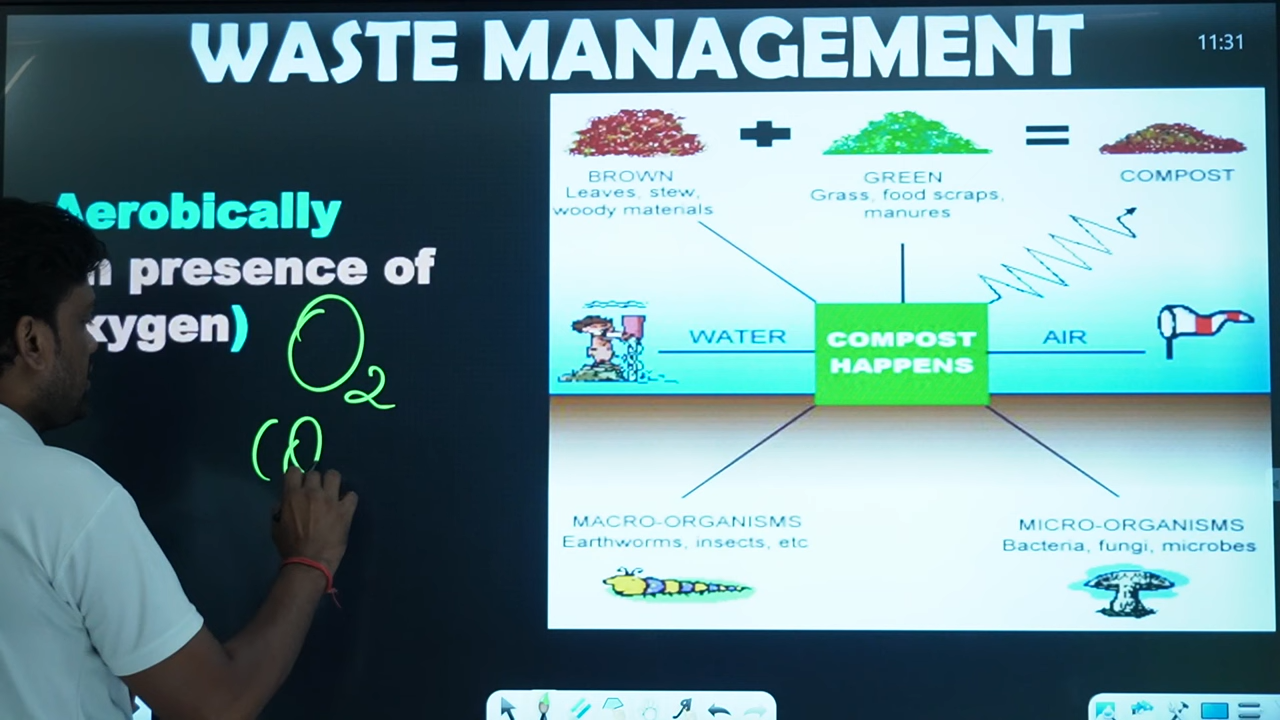 WASTE MANAGEMENT
11:31
Aerobically
presence of
kygen)
O2
BROWN
Leaves, stew,
woody materials
GREEN
Grass, food scraps,
manures
COMPOST
WATER
COMPOST
HAPPENS
AIR
MACRO-ORGANISMS
Earthworms, insects, etc
MICRO-ORGANISMS
Bacteria, fungi, microbes